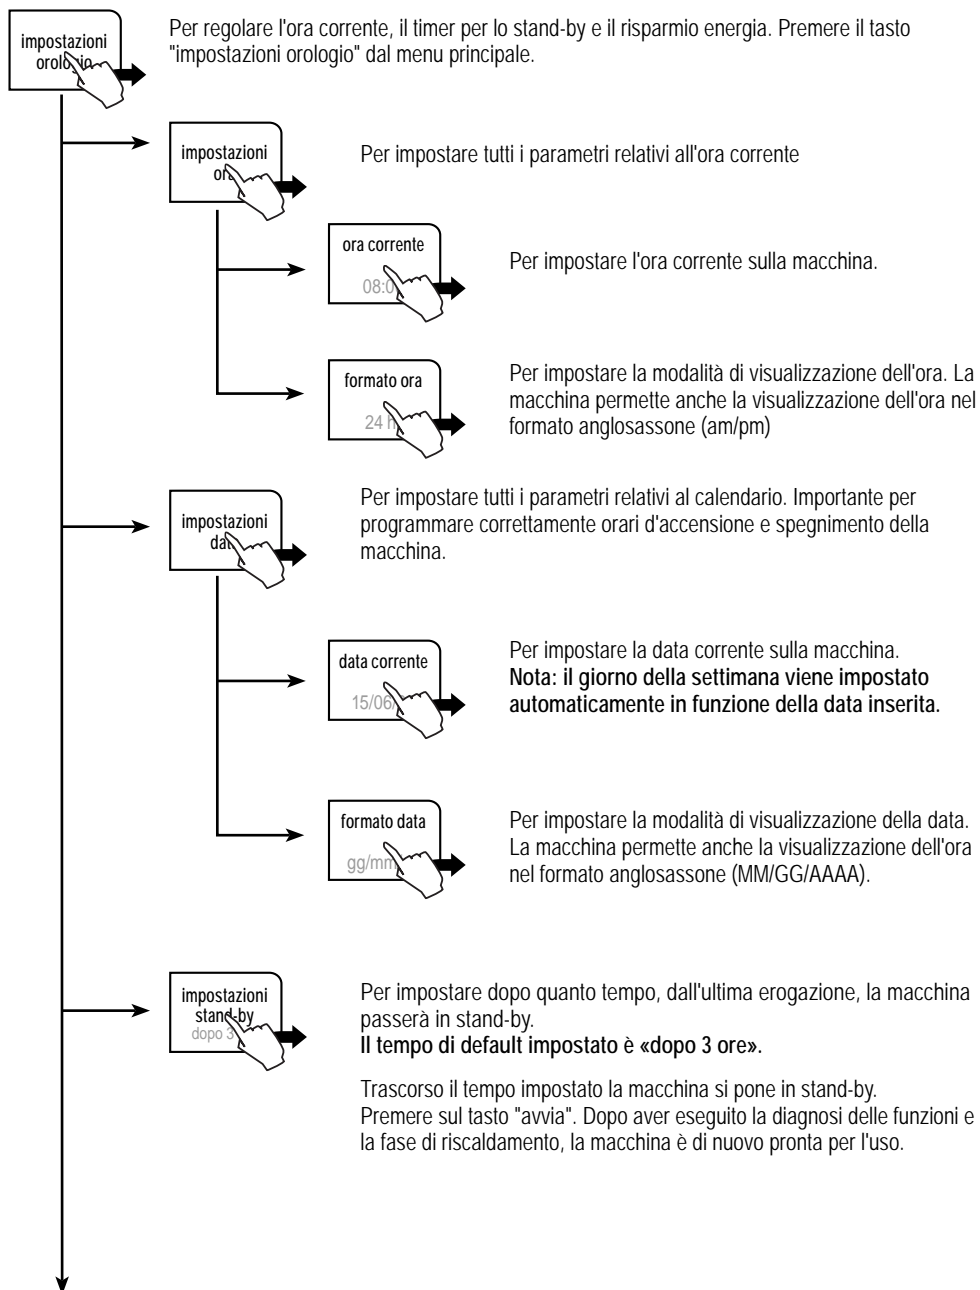 impostazioni
Per regolare l'ora corrente, il timer per lo stand-by e il risparmio energia. Premere il tasto
"impostazioni orologio" dal menu principale.
impostazioni
Per impostare tutti i parametri relativi all'ora corrente
ora corrente
Per impostare l'ora corrente sulla macchina.
formato ora
24 h
Per impostare la modalità di visualizzazione dell'ora. La
macchina permette anche la visualizzazione dell'ora nel
formato anglosassone (am/pm)
impostazioni
Per impostare tutti i parametri relativi al calendario. Importante per
programmare correttamente orari d'accensione e spegnimento della
macchina.
data corrente
15/06/
Per impostare la data corrente sulla macchina.
Nota: il giorno della settimana viene impostato
automaticamente in funzione della data inserita.
formato data
gg/mm/
Per impostare la modalità di visualizzazione della data.
La macchina permette anche la visualizzazione dell'ora
nel formato anglosassone (MM/GG/AAAA).
impostazioni
stand-by
dopo 3
Per impostare dopo quanto tempo, dall'ultima erogazione, la macchina
passerà in stand-by.
Il tempo di default impostato è «dopo 3 ore».
Trascorso il tempo impostato la macchina si pone in stand-by.
Premere sul tasto "avvia". Dopo aver eseguito la diagnosi delle funzioni e
la fase di riscaldamento, la macchina è di nuovo pronta per l'uso.